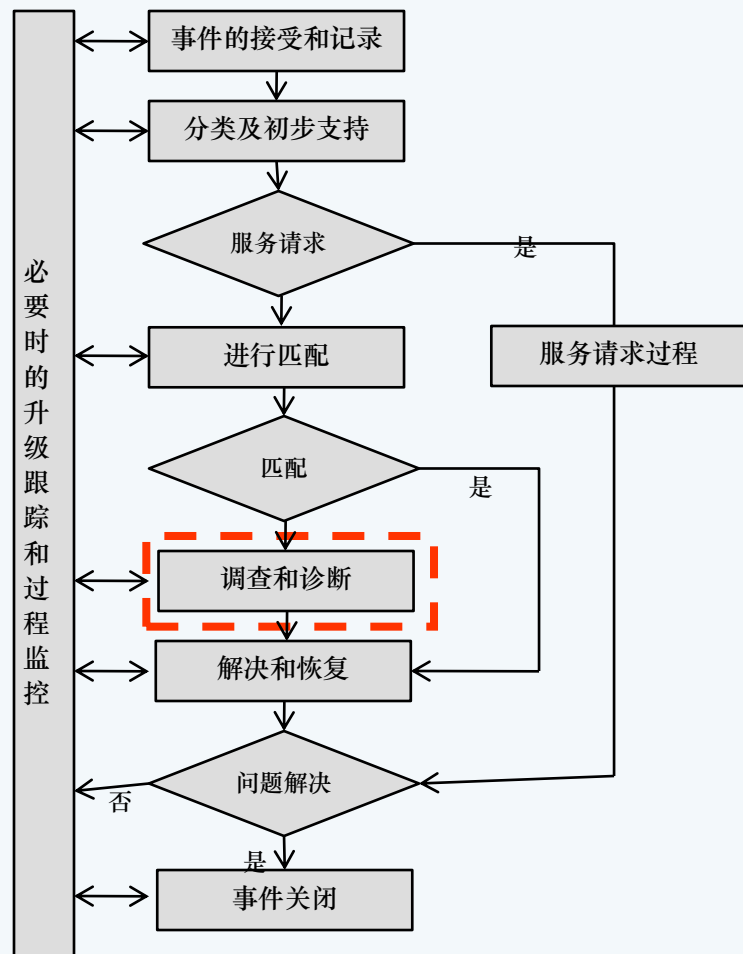 事件的接受和记录
分类及初步支持
服务请求
是
服务请求过程
进行匹配
匹配
是
调查和诊断
解决和恢复
问题解决
否
是
事件关闭
必
要
时
的
升
级
跟
踪
和
过
程
监
控